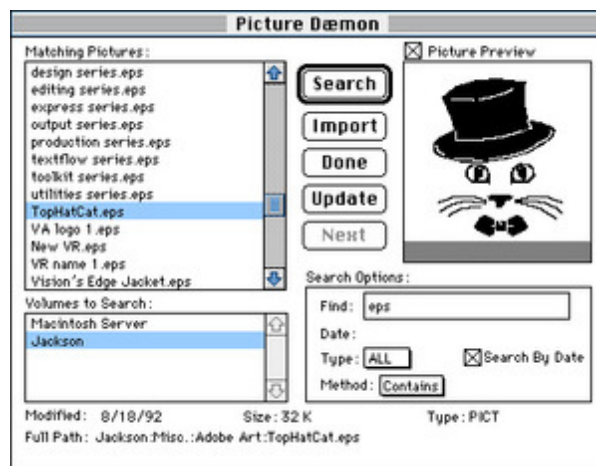 Picture Dæmon
Matching Pictures:
design series.eps
editing series.eps
express series.eps
output series.eps
production series.eps
textflow series.eps
toolkit series.eps
utilities series.eps
TopHatCat.eps
VA logo 1.eps
New VR.eps
VR name 1.eps
Vision's Edge Jacket.eps
Search
Import
Done
Update
Next
Picture Preview
Volumes to Search:
Macintosh Server
Jackson
Search Options:
Find: eps
Date:
Type: ALL Search By Date
Method: Contains
Modified: 8/18/92 Size: 32 K Type: PICT
Full Path: Jackson:Misc.:Adobe Art:TopHatCat.eps